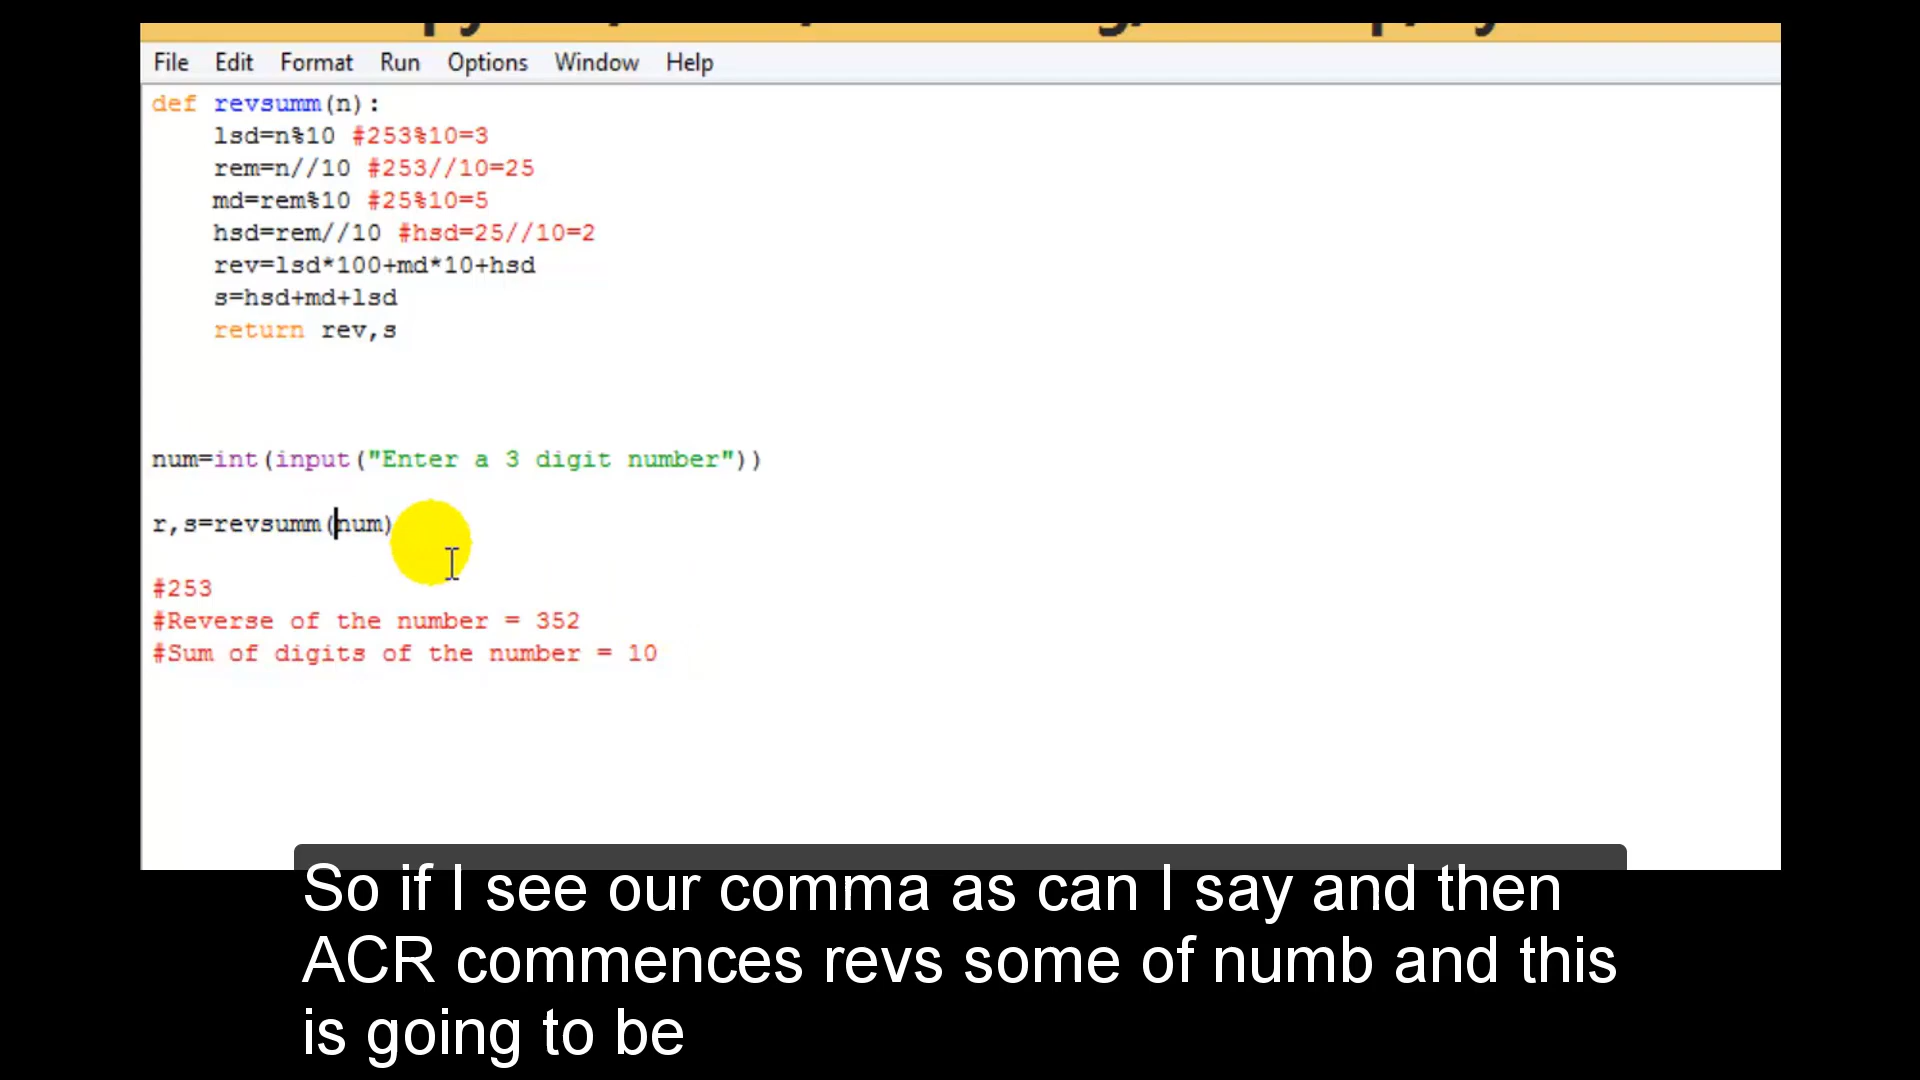 File Edit Format Run Options Window Help
def revsumm(n):
lsd=n%10 #253%10=3
rem=n//10 #253//10=25
md=rem%10 #25%10=5
hsd=rem//10 #hsd=25//10=2
rev=lsd*100+md*10+hsd
s=hsd+md+lsd
return rev,s
num=int(input("Enter a 3 digit number"))
r,s=revsumm(num)
#253
#Reverse of the number = 352
#Sum of digits of the number = 10
So if I see our comma as can I say and then
ACR commences revs some of numb and this
is going to be